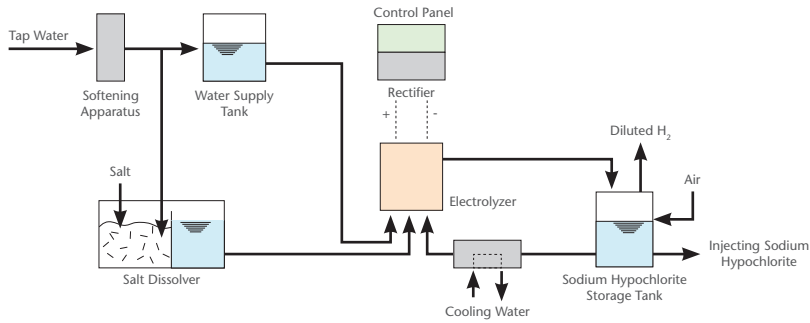 Control Panel
Tap Water
Softening
Apparatus
Water Supply
Tank
Rectifier
+ -
Diluted H₂
Salt
Air
Electrolyzer
Injecting Sodium
Hypochlorite
Salt Dissolver
Sodium Hypochlorite
Storage Tank
Cooling Water